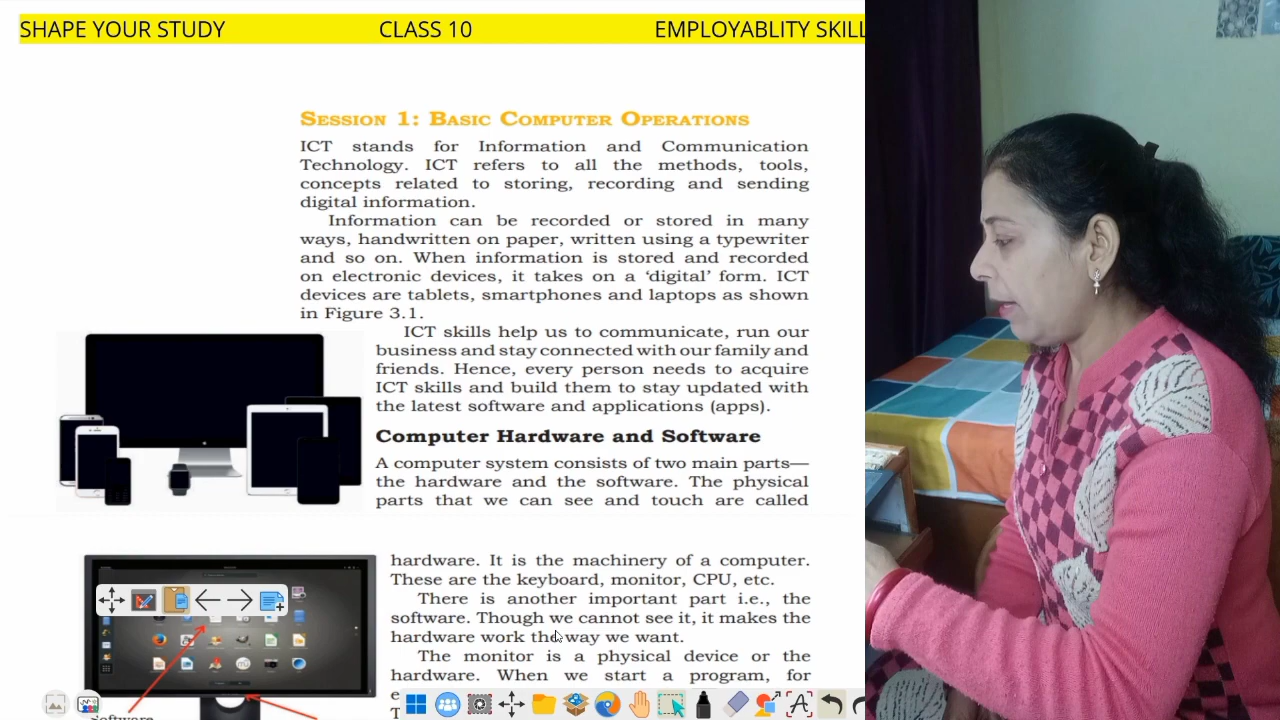 SHAPE YOUR STUDY CLASS 10 EMPLOYABLITY SKILL
SESSION 1: BASIC COMPUTER OPERATIONS
ICT stands for Information and Communication
Technology. ICT refers to all the methods, tools,
concepts related to storing, recording and sending
digital information.
Information can be recorded or stored in many
ways, handwritten on paper, written using a typewriter
and so on. When information is stored and recorded
on electronic devices, it takes on a ‘digital’ form. ICT
devices are tablets, smartphones and laptops as shown
in Figure 3.1.
ICT skills help us to communicate, run our
business and stay connected with our family and
friends. Hence, every person needs to acquire
ICT skills and build them to stay updated with
the latest software and applications (apps).
Computer Hardware and Software
A computer system consists of two main parts—
the hardware and the software. The physical
parts that we can see and touch are called
hardware. It is the machinery of a computer.
These are the keyboard, monitor, CPU, etc.
There is another important part i.e., the
software. Though we cannot see it, it makes the
hardware work the way we want.
The monitor is a physical device or the
hardware. When we start a program, for
Software